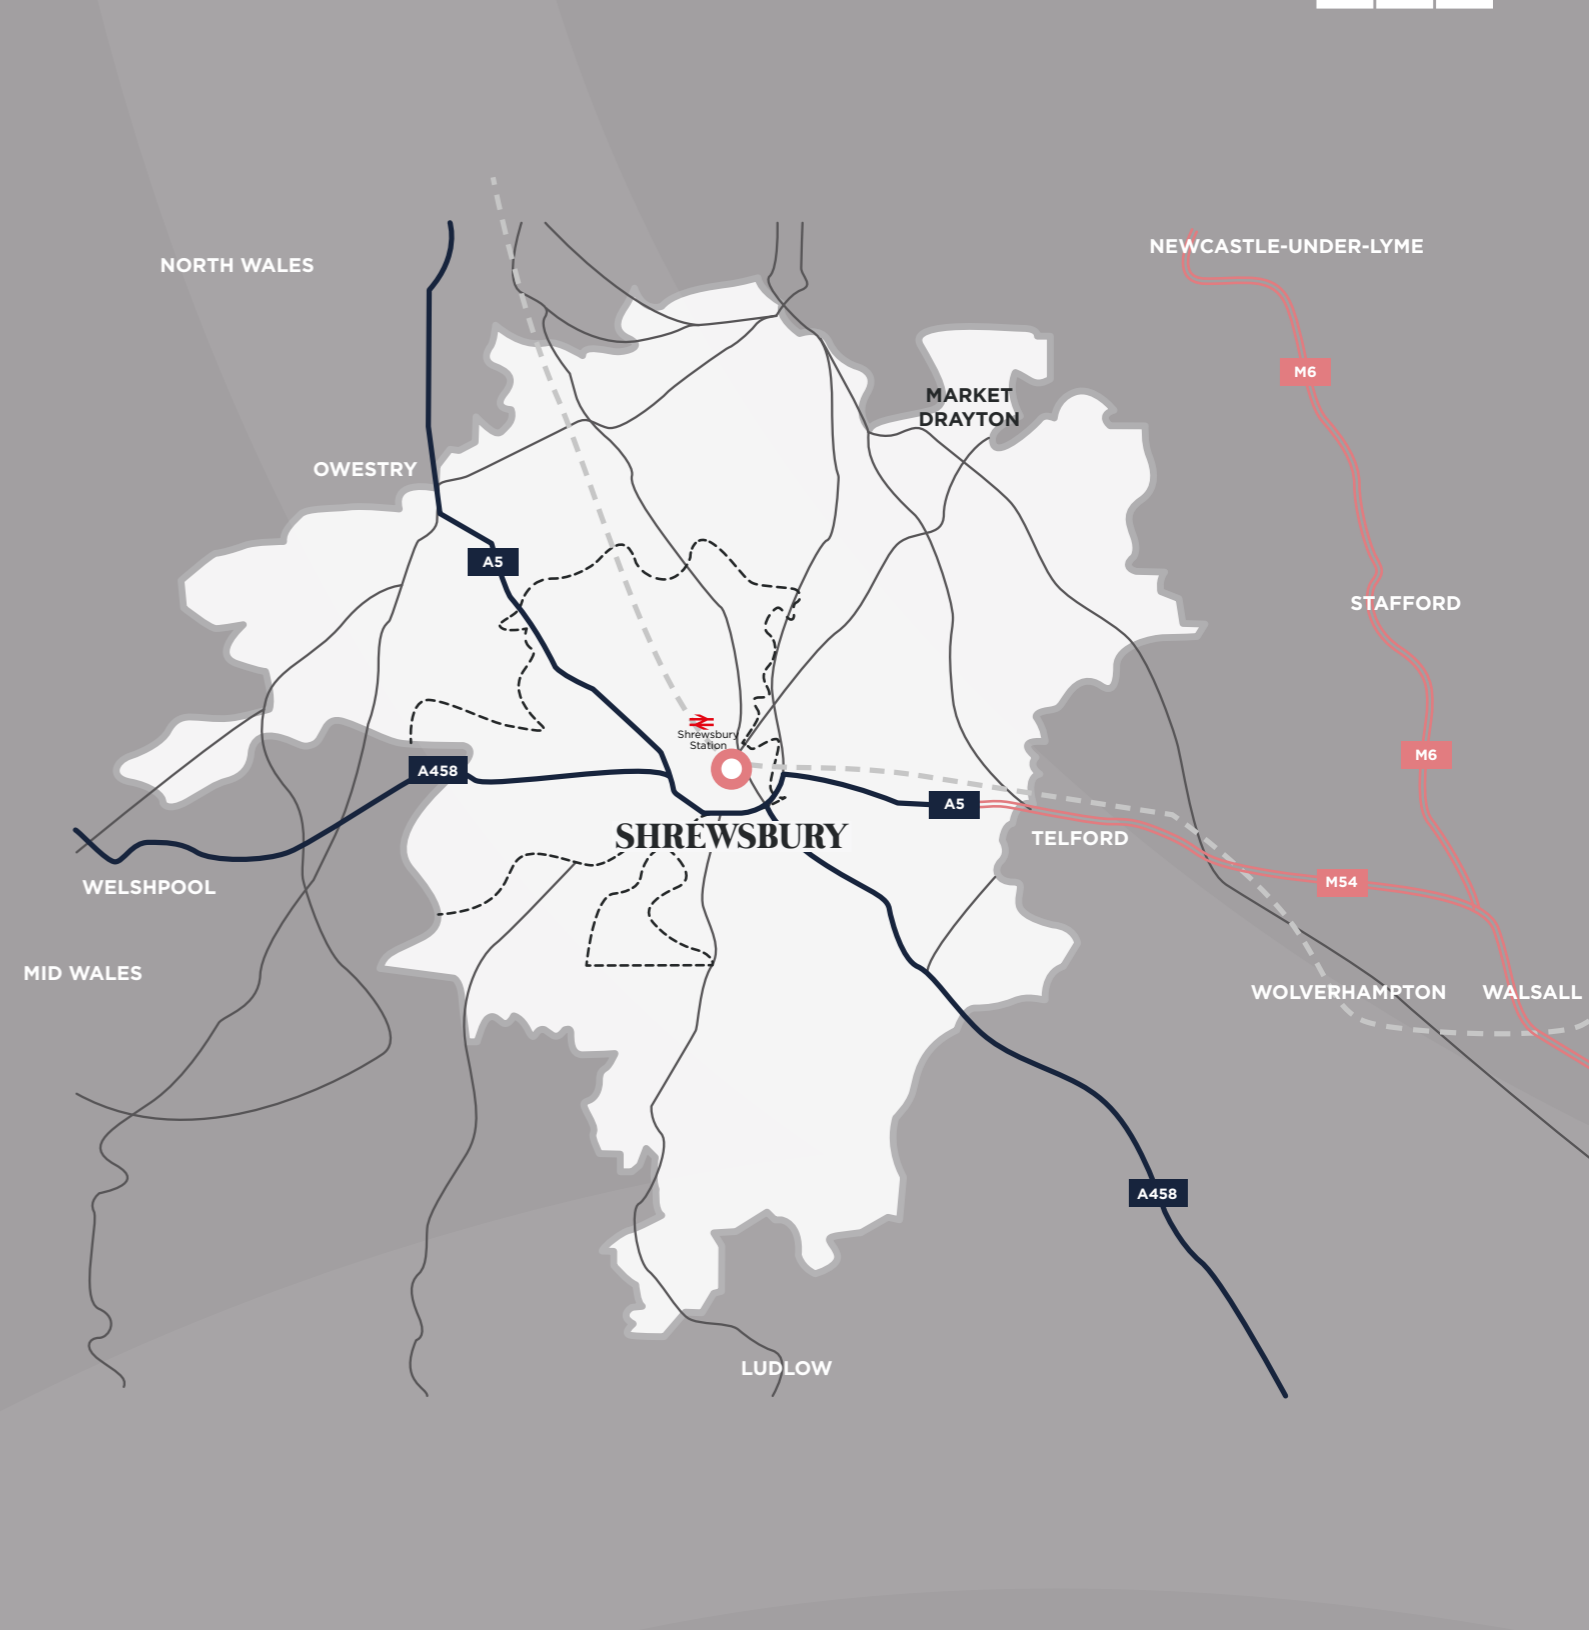 NEWCASTLE-UNDER-LYME
NORTH WALES
M6
MARKET
DRAYTON
OWESTRY
A5
STAFFORD
Shrewsbury
Station
M6
A458
A5
SHREWSBURY
TELFORD
M54
WELSHPOOL
MID WALES
WOLVERHAMPTON
WALSALL
A458
LUDLOW